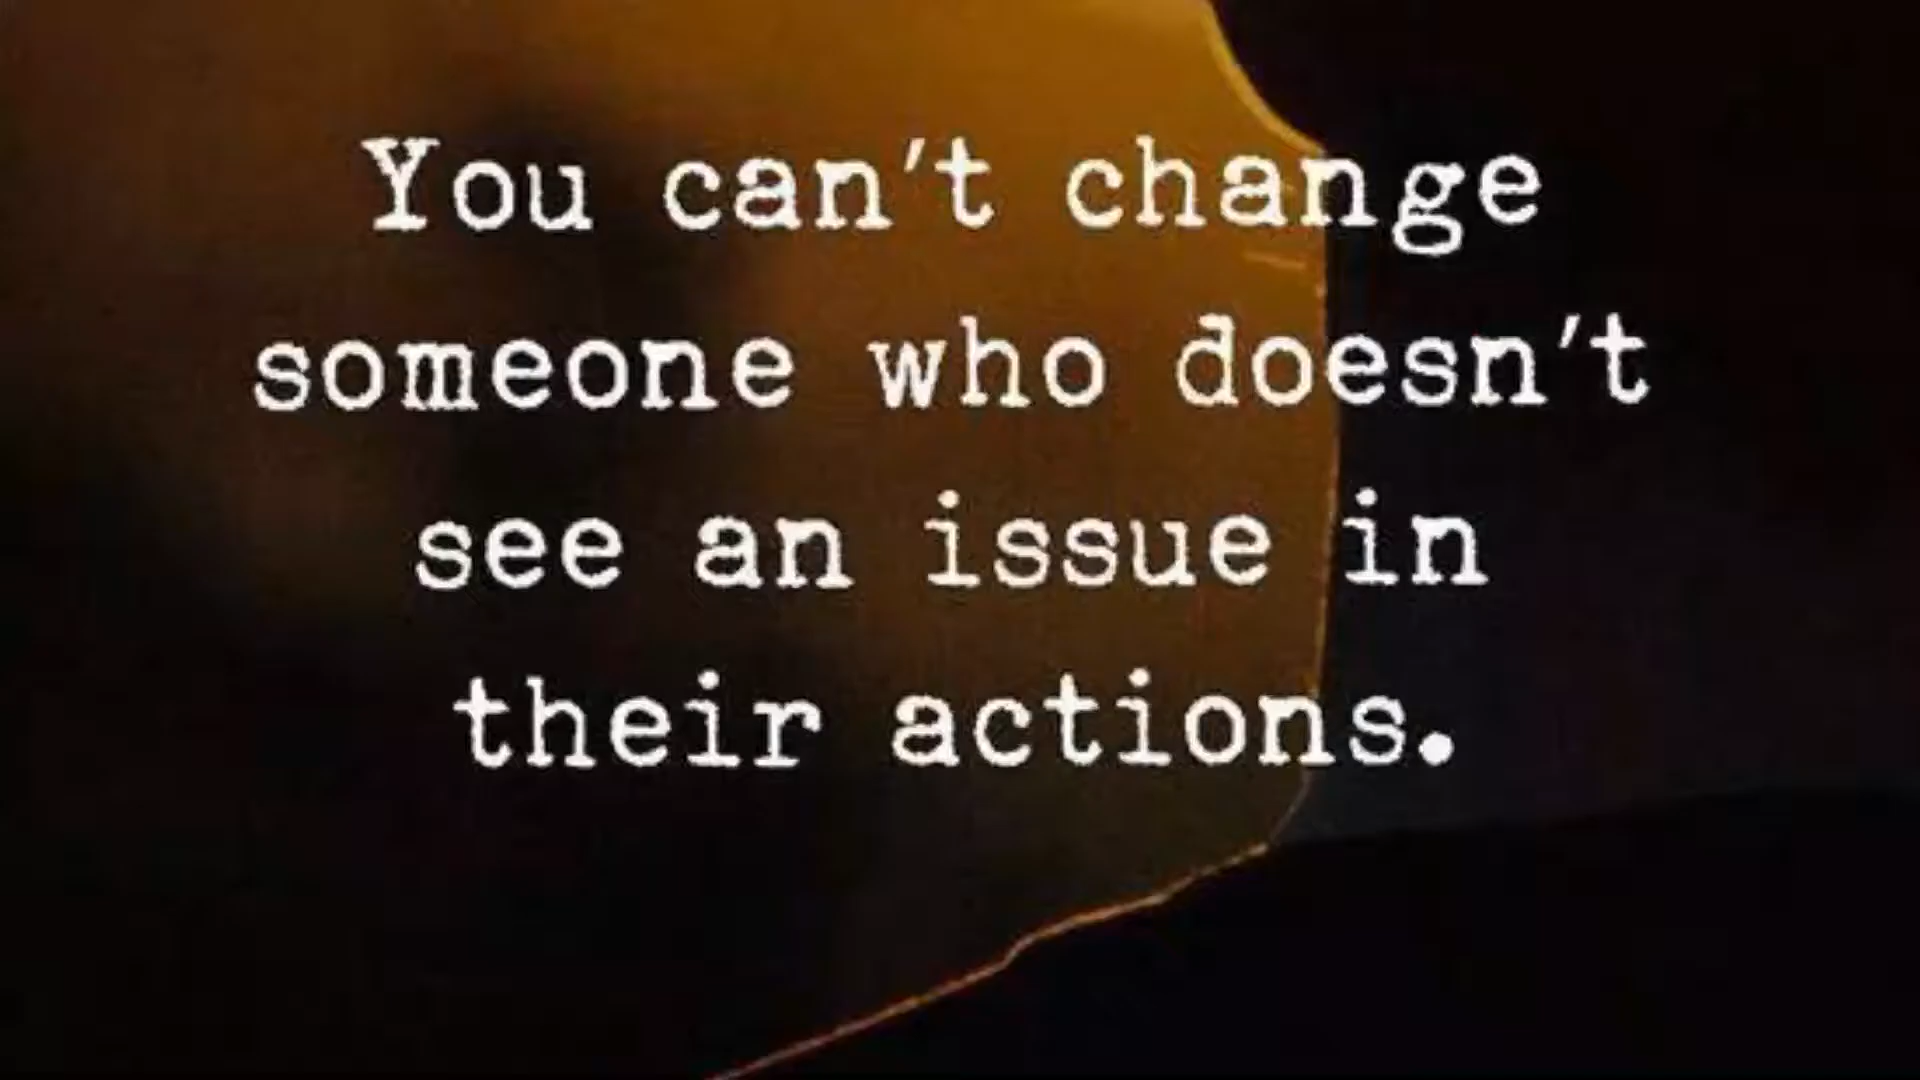 You can't change
someone who doesn't
see an issue in
their actions.